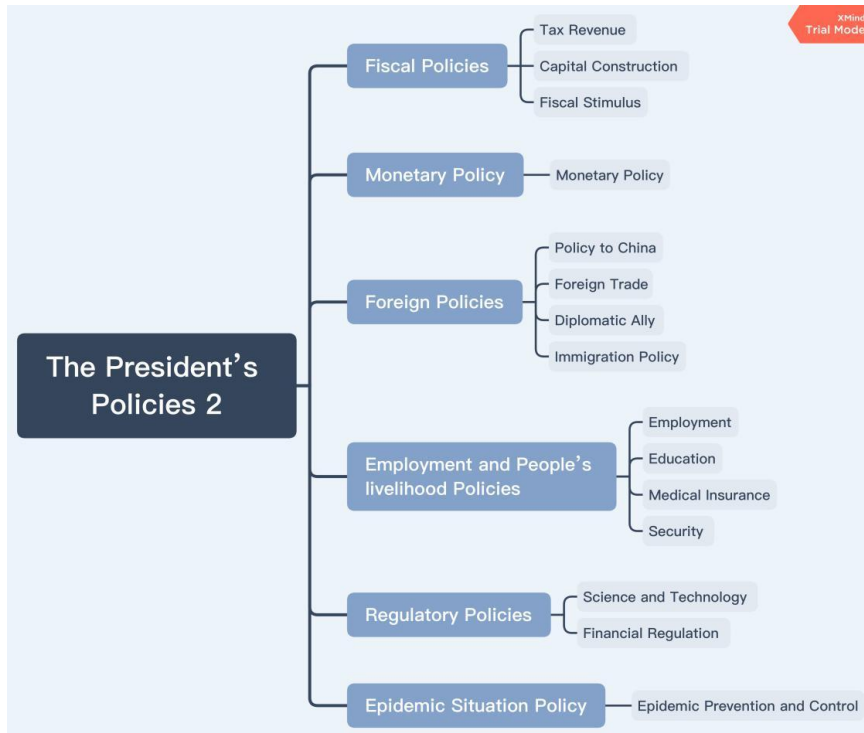 XMind
Trial Mode
Fiscal Policies
Tax Revenue
Capital Construction
Fiscal Stimulus
Monetary Policy
Monetary Policy
Foreign Policies
Policy to China
Foreign Trade
Diplomatic Ally
Immigration Policy
The President’s
Policies 2
Employment and People’s
livelihood Policies
Employment
Education
Medical Insurance
Security
Regulatory Policies
Science and Technology
Financial Regulation
Epidemic Situation Policy
Epidemic Prevention and Control